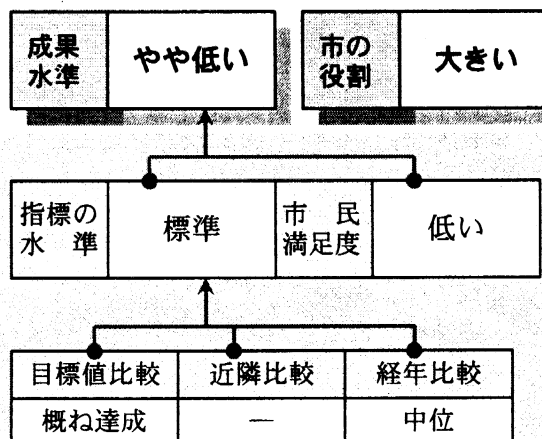 成果
水準
やや低い
市の
役割
大きい
指標の
水 準
標準
市 民
満足度
低い
目標値比較 近隣比較 経年比較
概ね達成 ― 中位